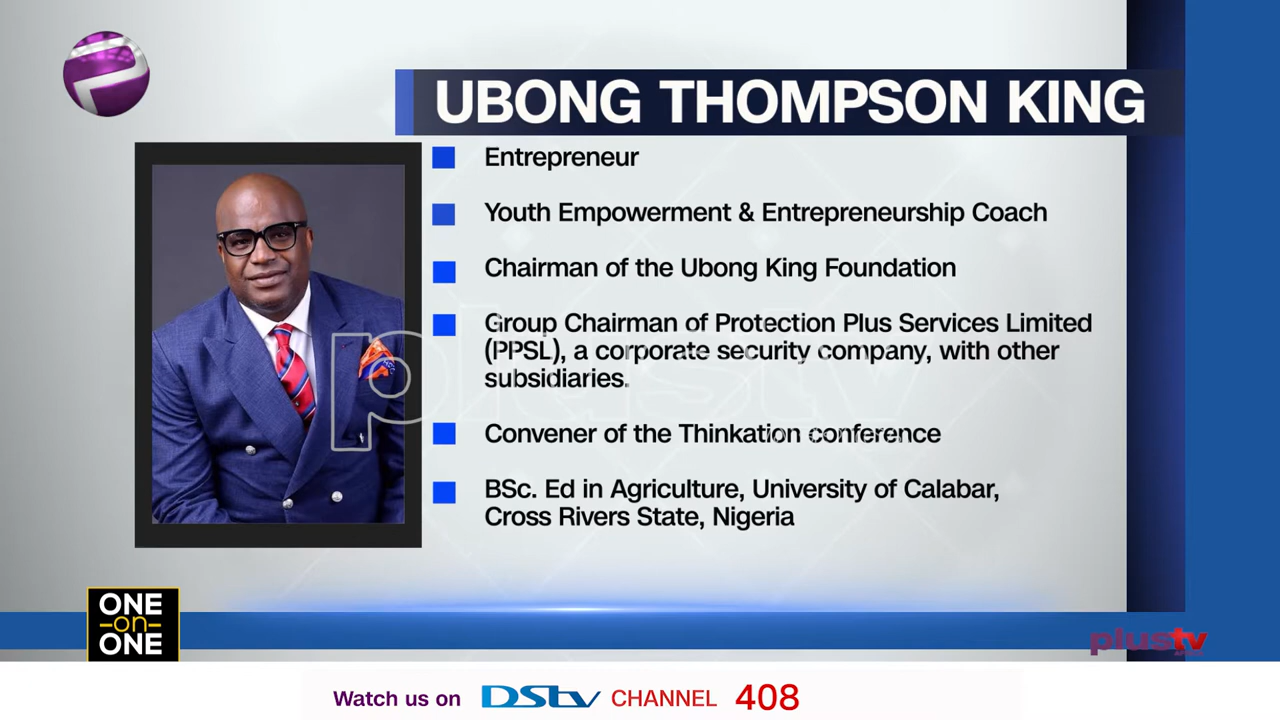 UBONG THOMPSON KING
Entrepreneur
Youth Empowerment & Entrepreneurship Coach
Chairman of the Ubong King Foundation
Group Chairman of Protection Plus Services Limited
(PPSL), a corporate security company, with other
subsidiaries.
Convener of the Thinkation Conference
BSc. Ed in Agriculture, University of Calabar,
Cross Rivers State, Nigeria
plustv
ONE
on
ONE
plustv
Watch us on DStv CHANNEL 408